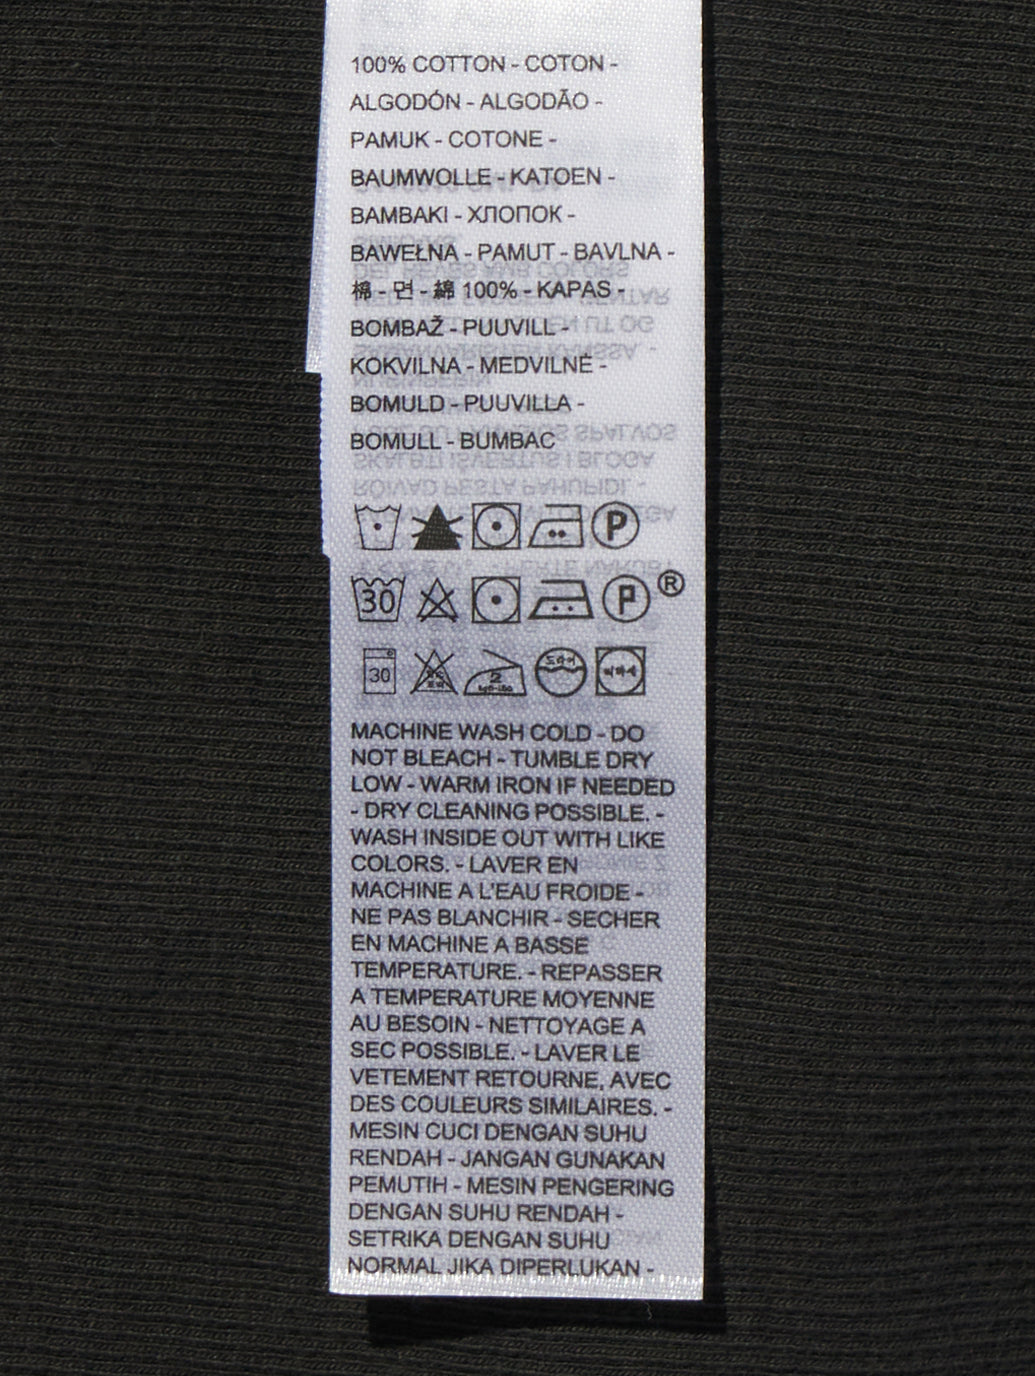 100% COTTON - COTON -
ALGODÓN - ALGODÃO -
PAMUK - COTONE -
BAUMWOLLE - KATOEN -
BAMBAKI - ХЛОПОК -
BAWEŁNA - PAMUT - BAVLNA -
棉 - 면 - 綿 100% - KAPAS -
BOMBAŽ - PUUVILL -
KOKVILNA - MEDVILNĖ -
BOMULD - PUUVILLA -
BOMULL - BUMBAC
P
30 P ®
30 2 드라이
MACHINE WASH COLD - DO
NOT BLEACH - TUMBLE DRY
LOW - WARM IRON IF NEEDED
- DRY CLEANING POSSIBLE. -
WASH INSIDE OUT WITH LIKE
COLORS. - LAVER EN
MACHINE A L'EAU FROIDE -
NE PAS BLANCHIR - SECHER
EN MACHINE A BASSE
TEMPERATURE. - REPASSER
A TEMPERATURE MOYENNE
AU BESOIN - NETTOYAGE A
SEC POSSIBLE. - LAVER LE
VETEMENT RETOURNE, AVEC
DES COULEURS SIMILAIRES. -
MESIN CUCI DENGAN SUHU
RENDAH - JANGAN GUNAKAN
PEMUTIH - MESIN PENGERING
DENGAN SUHU RENDAH -
SETRIKA DENGAN SUHU
NORMAL JIKA DIPERLUKAN -